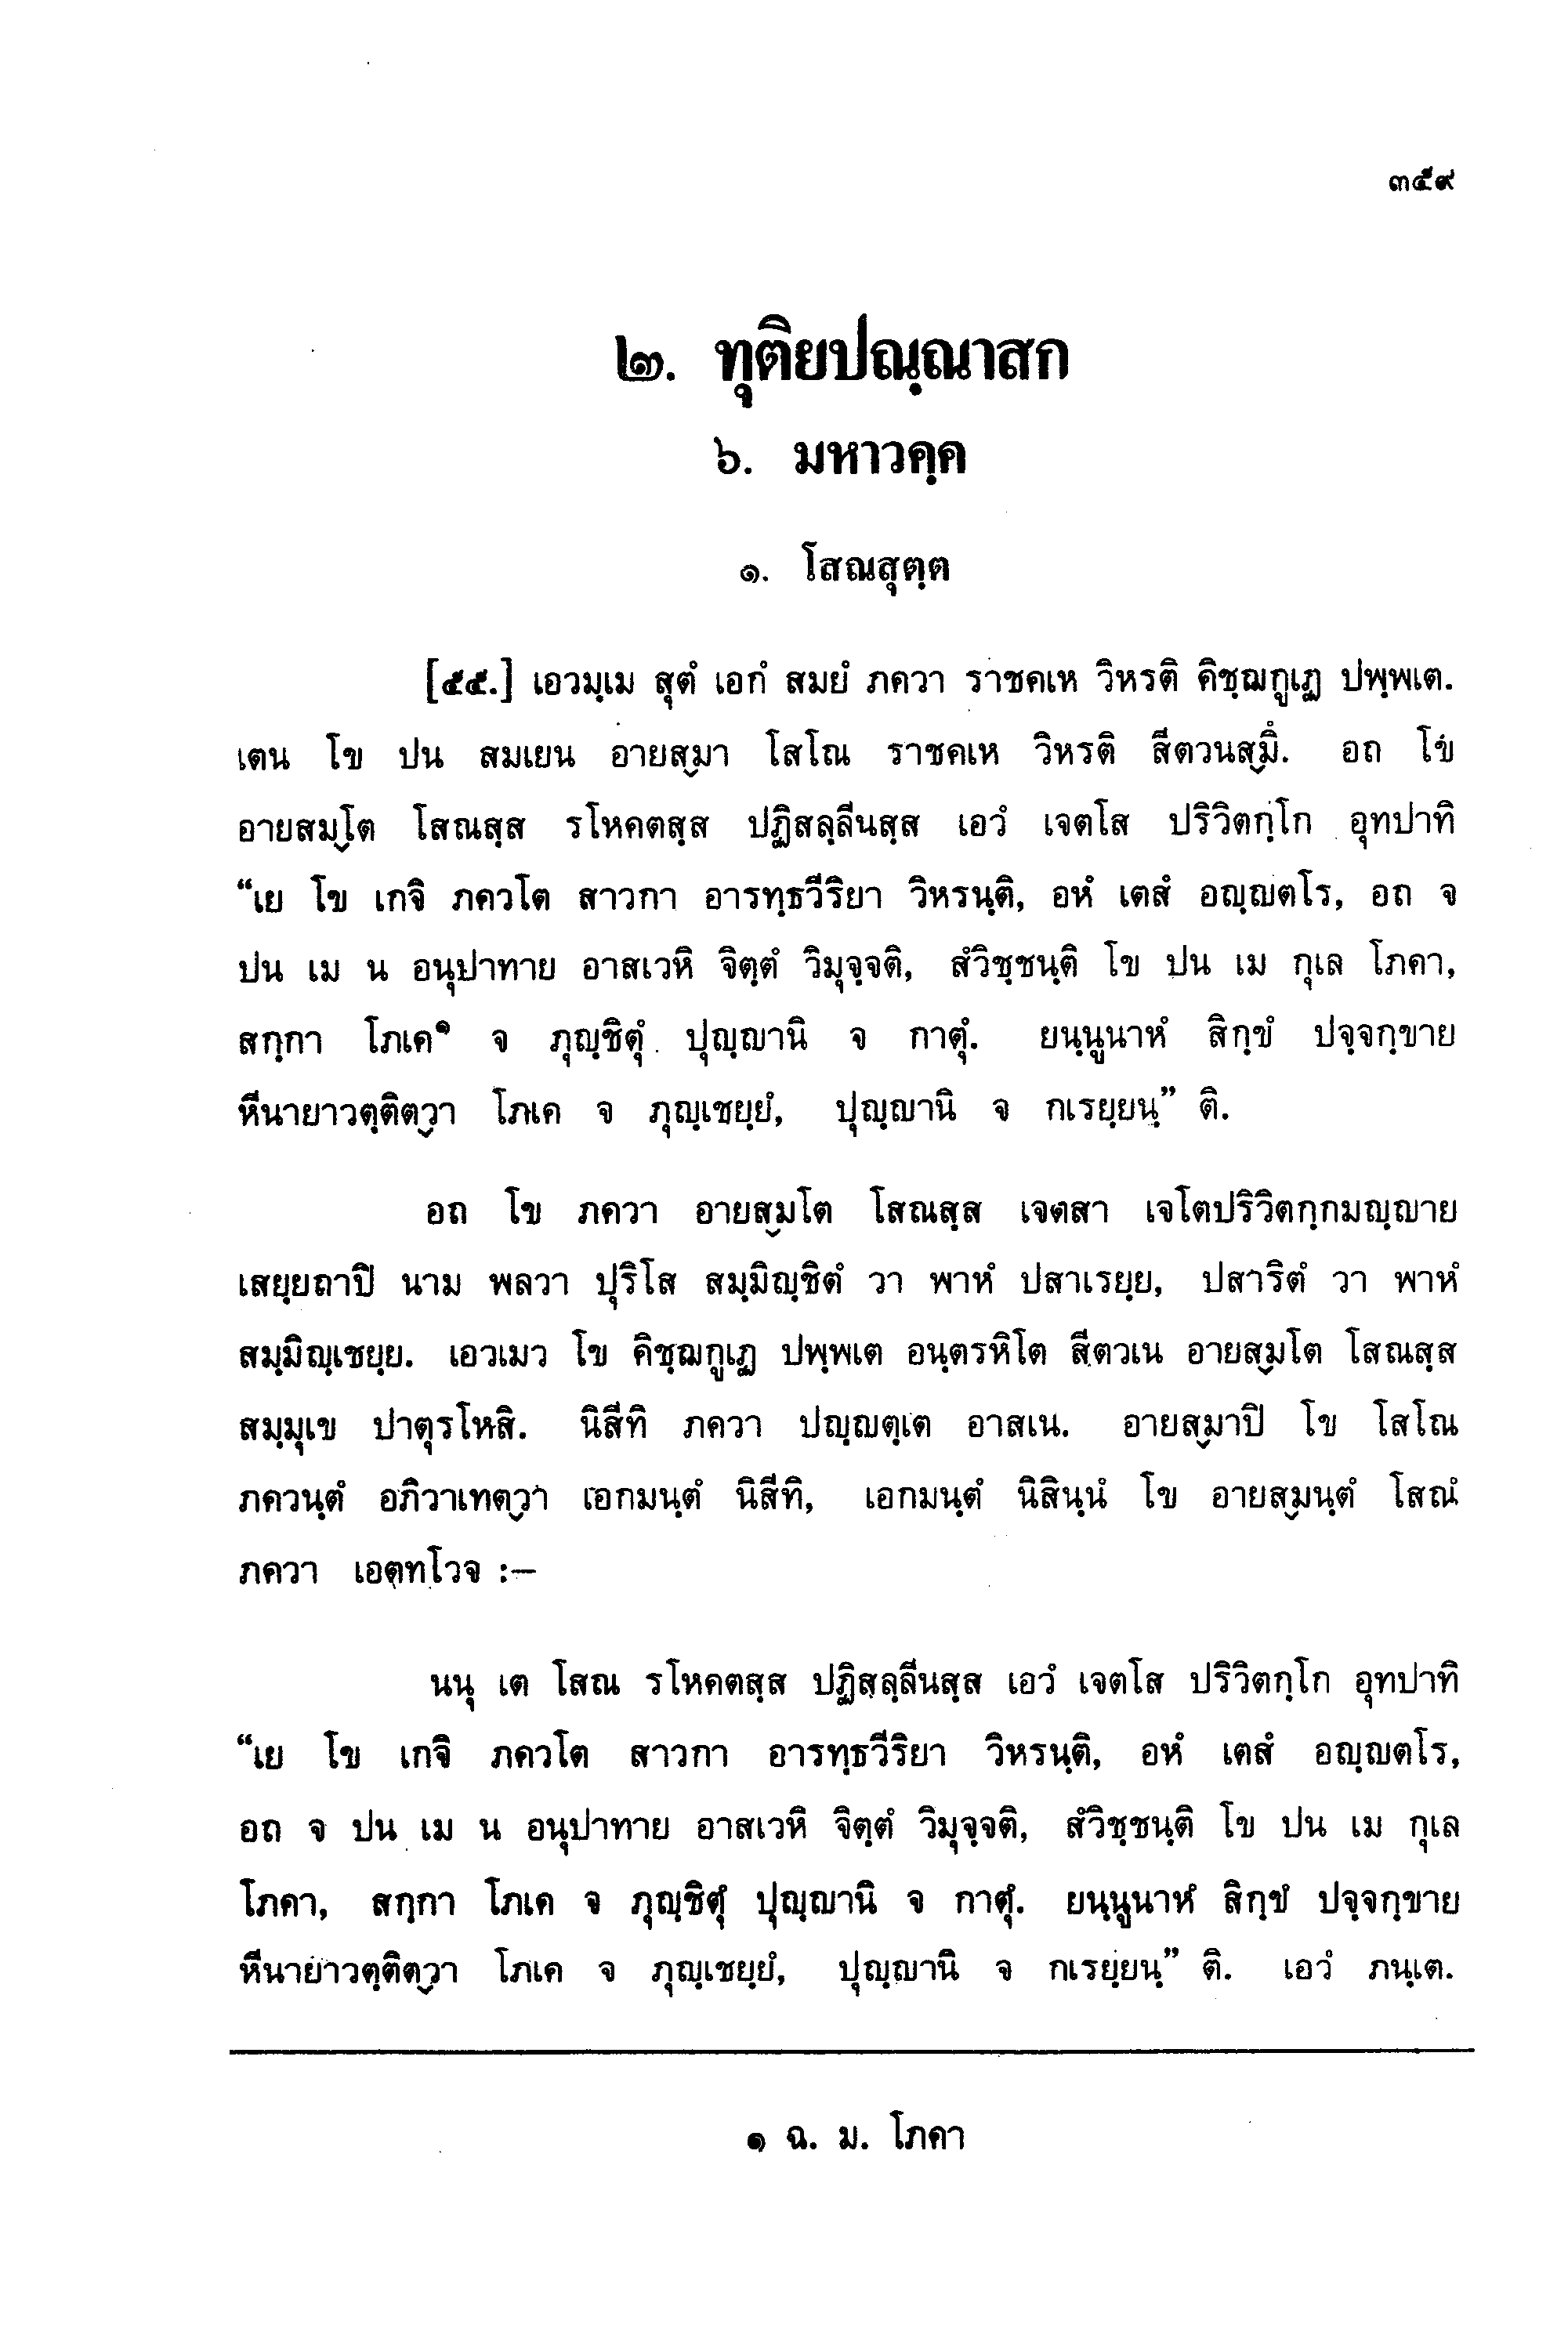 ๓๕๙
๒. ทุติยปณฺณาสก
๖. มหาวคฺค
๑. โสณสุตฺต
[๕๕.] เอวมฺเม สุตํ เอกํ สมยํ ภควา ราชคเห วิหรติ คิชฺฌกูเฏ ปพฺพเต.
เตน โข ปน สมเยน อายสฺมา โสโณ ราชคเห วิหรติ สีตวนสฺมึ. อถ โข
อายสฺมโต โสณสฺส รโหคตสฺส ปฏิสลฺลีนสฺส เอวํ เจตโส ปริวิตกฺโก อุทปาทิ
“เย โข เกจิ ภควโต สาวกา อารทฺธวีริยา วิหรนฺติ, อหํ เตสํ อญฺญตโร, อถ จ
ปน เม น อนุปาทาย อาสเวหิ จิตฺตํ วิมุจฺจติ, สํวิชฺชนฺติ โข ปน เม กุเล โภคา,
สกฺกา โภเค๑ จ ภุญฺชิตุํ ปุญฺญานิ จ กาตุํ. ยนฺนูนาหํ สิกฺขํ ปจฺจกฺขาย
หีนายาวตฺติตฺวา โภเค จ ภุญฺเชยฺยํ, ปุญฺญานิ จ กเรยฺยนฺ” ติ.
อถ โข ภควา อายสฺมโต โสณสฺส เจตสา เจโตปริวิตกฺกมญฺญาย
เสยฺยถาปิ นาม พลวา ปุริโส สมฺมิญฺชิตํ วา พาหํ ปสาเรยฺย, ปสาริตํ วา พาหํ
สมฺมิญฺเชยฺย. เอวเมว โข คิชฺฌกูเฏ ปพฺพเต อนฺตรหิโต สีตวเน อายสฺมโต โสณสฺส
สมฺมุเข ปาตุรโหสิ. นิสีทิ ภควา ปญฺญตฺเต อาสเน. อายสฺมาปิ โข โสโณ
ภควนฺตํ อภิวาเทตฺวา เอกมนฺตํ นิสีทิ, เอกมนฺตํ นิสินฺนํ โข อายสฺมนฺตํ โสณํ
ภควา เอตทโวจ :–
นนุ เต โสณ รโหคตสฺส ปฏิสลฺลีนสฺส เอวํ เจตโส ปริวิตกฺโก อุทปาทิ
“เย โข เกจิ ภควโต สาวกา อารทฺธวีริยา วิหรนฺติ, อหํ เตสํ อญฺญตโร,
อถ จ ปน เม น อนุปาทาย อาสเวหิ จิตฺตํ วิมุจฺจติ, สํวิชฺชนฺติ โข ปน เม กุเล
โภคา, สกฺกา โภเค จ ภุญฺชิตุํ ปุญฺญานิ จ กาตุํ. ยนฺนูนาหํ สิกฺขํ ปจฺจกฺขาย
หีนายาวตฺติตฺวา โภเค จ ภุญฺเชยฺยํ, ปุญฺญานิ จ กเรยฺยนฺ” ติ. เอวํ ภนฺเต.
๑ ฉ. ม. โภคา